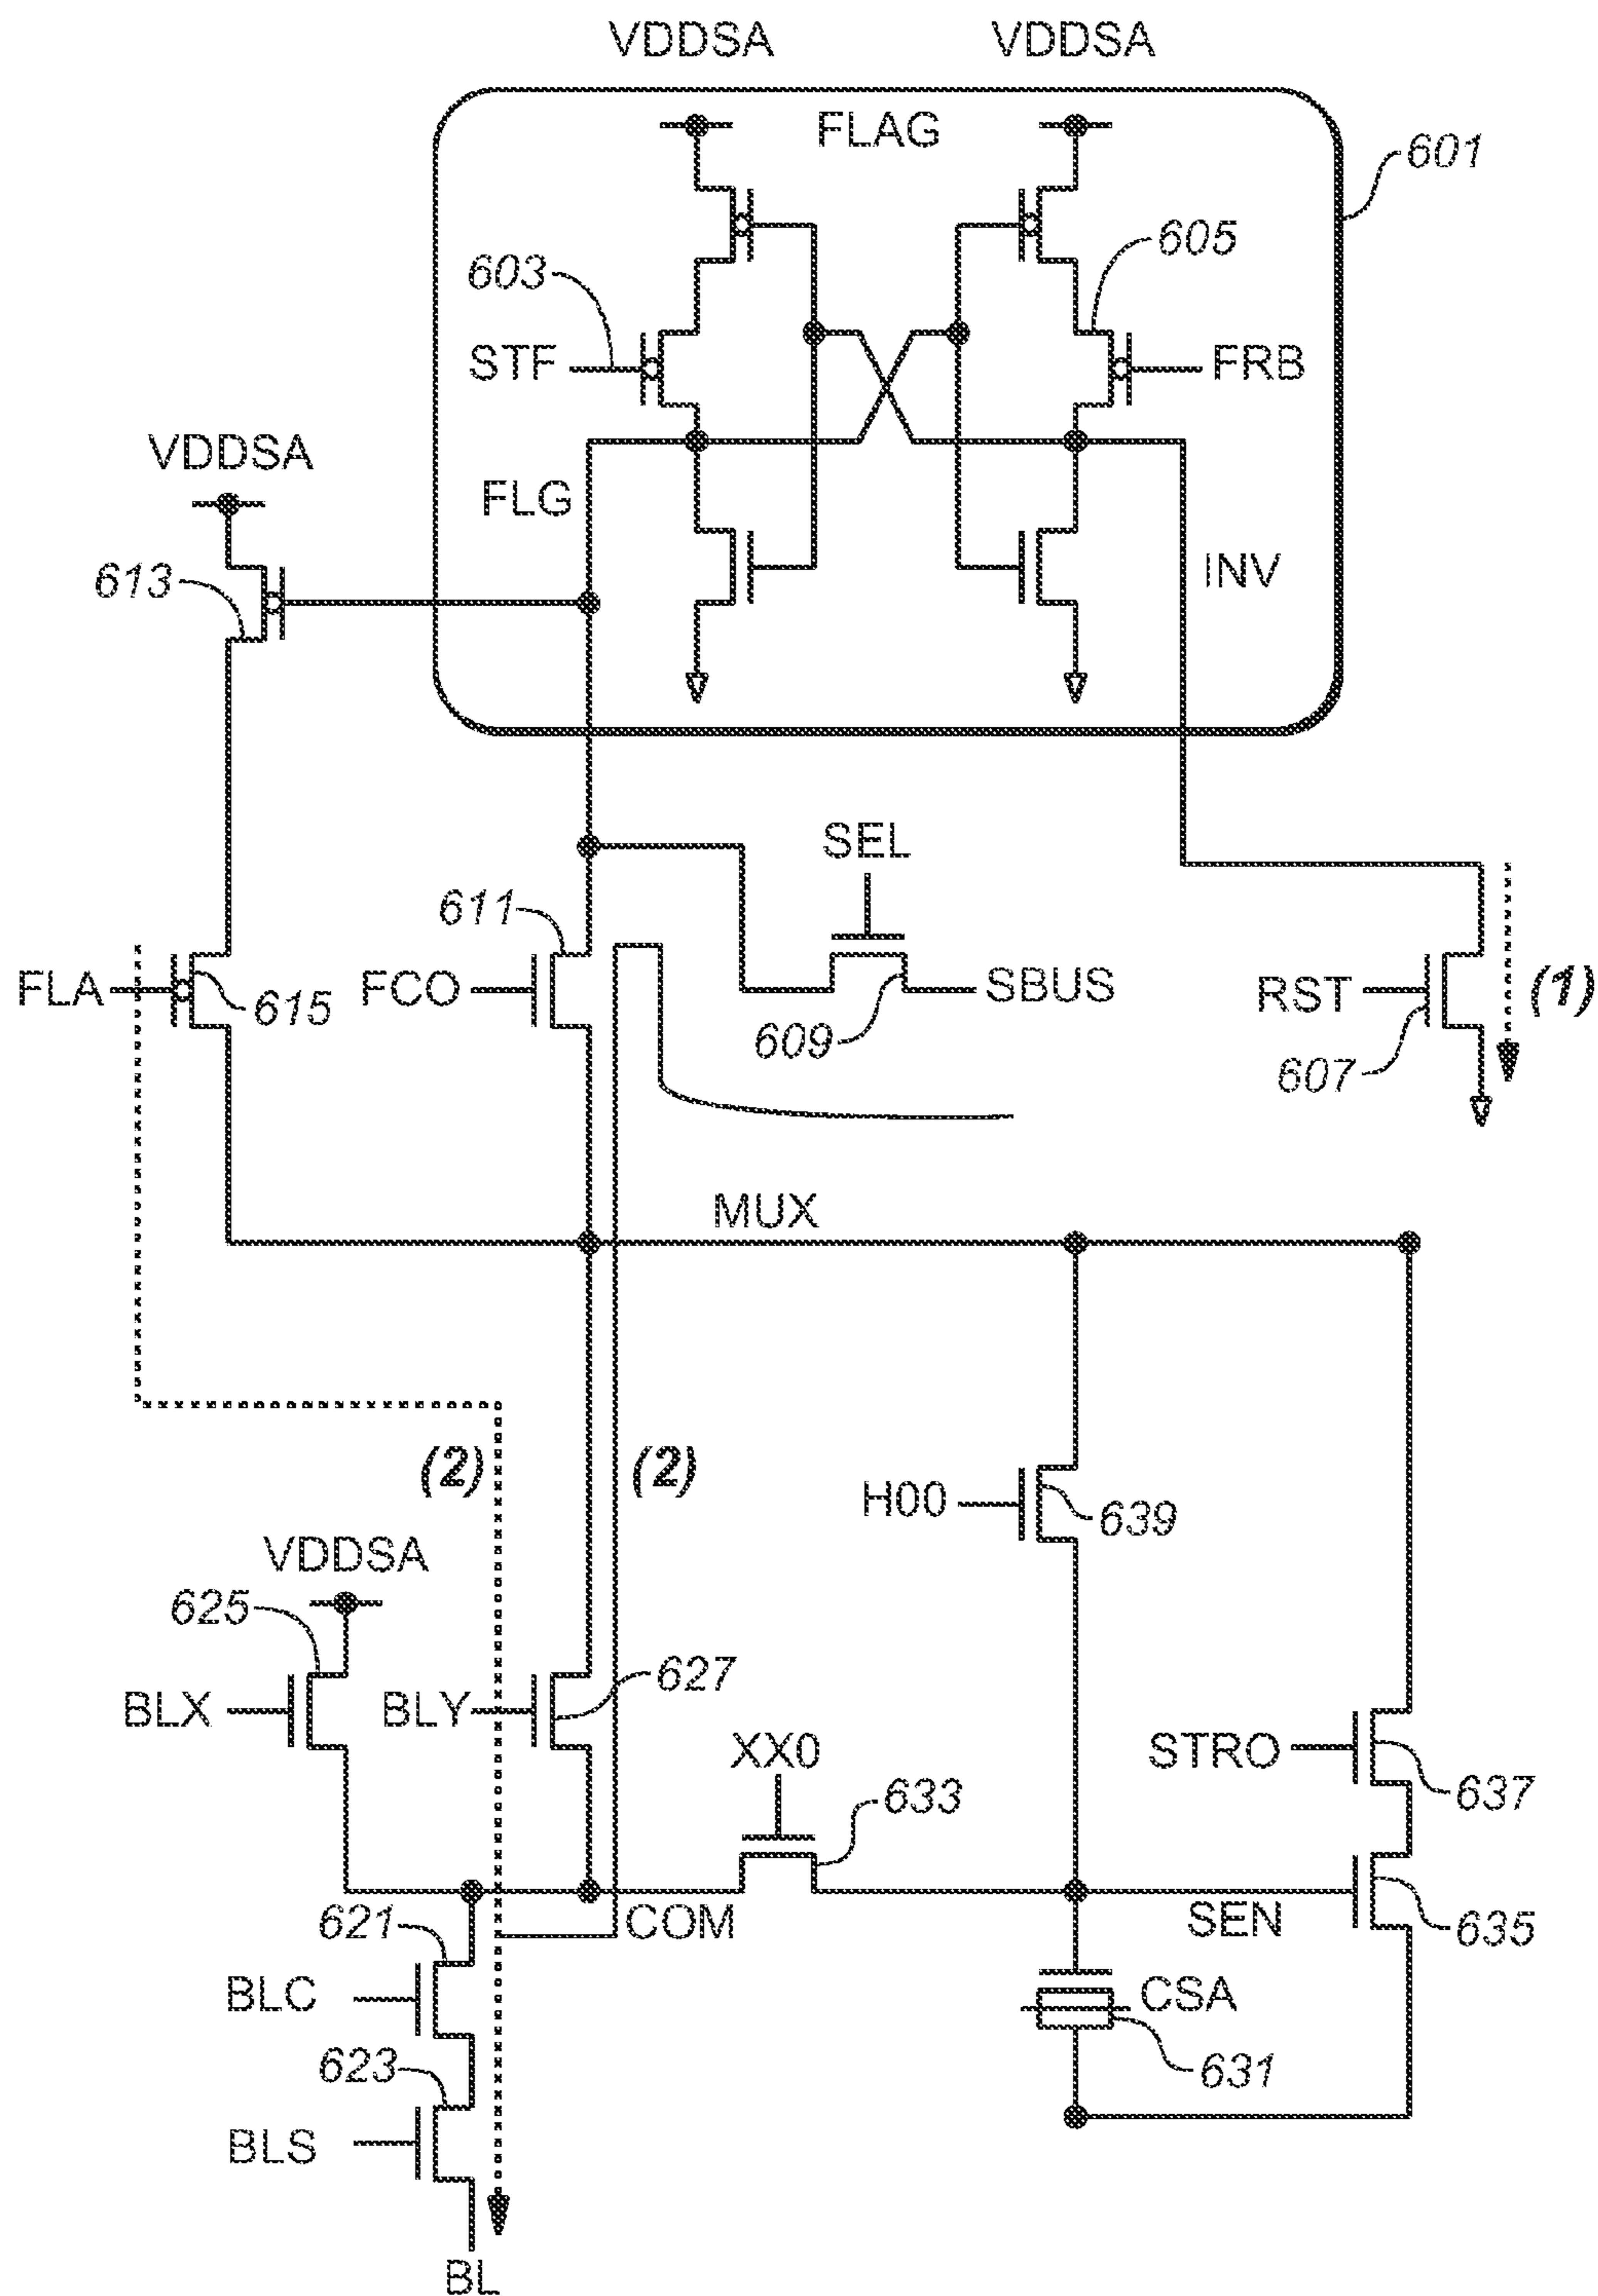 VDDSA VDDSA
FLAG
601
603
605
STF
FRB
VDDSA
FLG
INV
613
SEL
611
FLA
615
FCO
SBUS
609
RST
(1)
607
MUX
(2)
(2)
H00
639
VDDSA
625
627
BLX
BLY
XX0
633
STRO
637
COM
SEN
621
635
BLC
CSA
623
631
BLS
BL